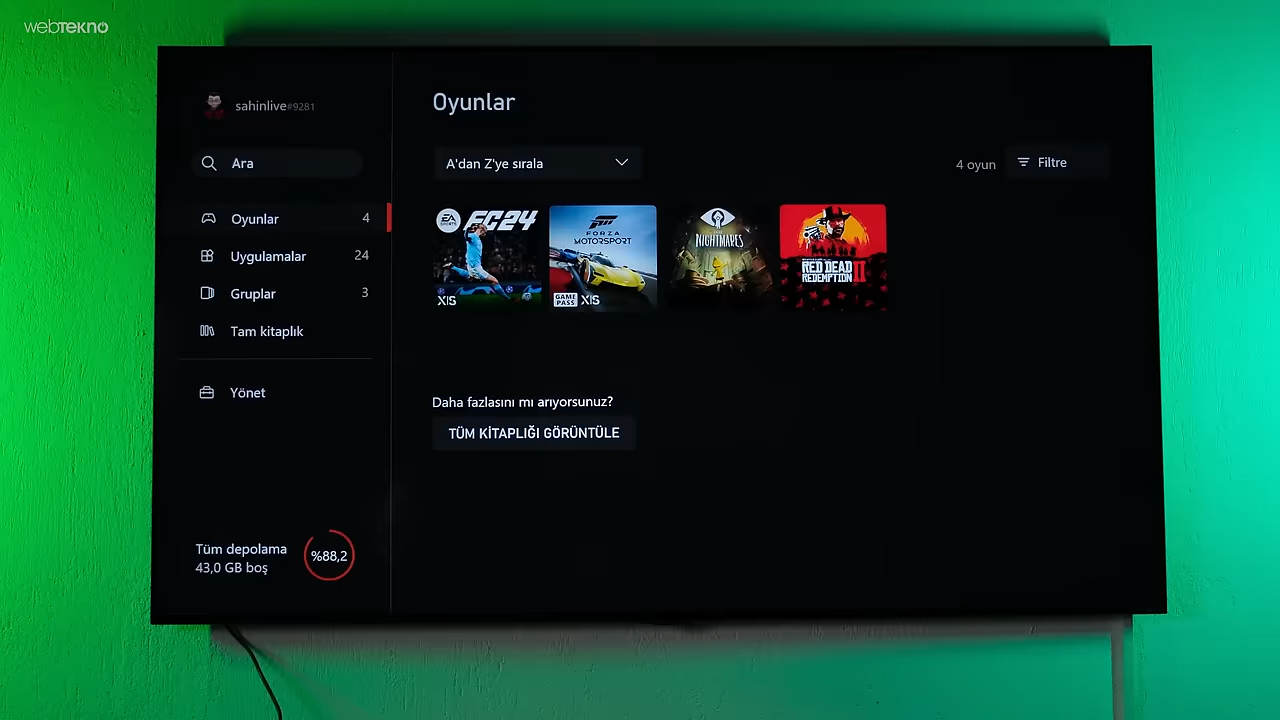 webtekno
sahinlive#9281
Ara
Oyunlar 4
Uygulamalar 24
Gruplar 3
Tam kitaplık
Yönet
Tüm depolama
43,0 GB boş
%88,2
Oyunlar
A'dan Z'ye sırala
4 oyun
Filtre
EA SPORTS FC24
X|S
FORZA
MOTORSPORT
GAME PASS X|S
LITTLE
NIGHTMARES
RED DEAD
REDEMPTION II
Daha fazlasını mı arıyorsunuz?
TÜM KİTAPLIĞI GÖRÜNTÜLE